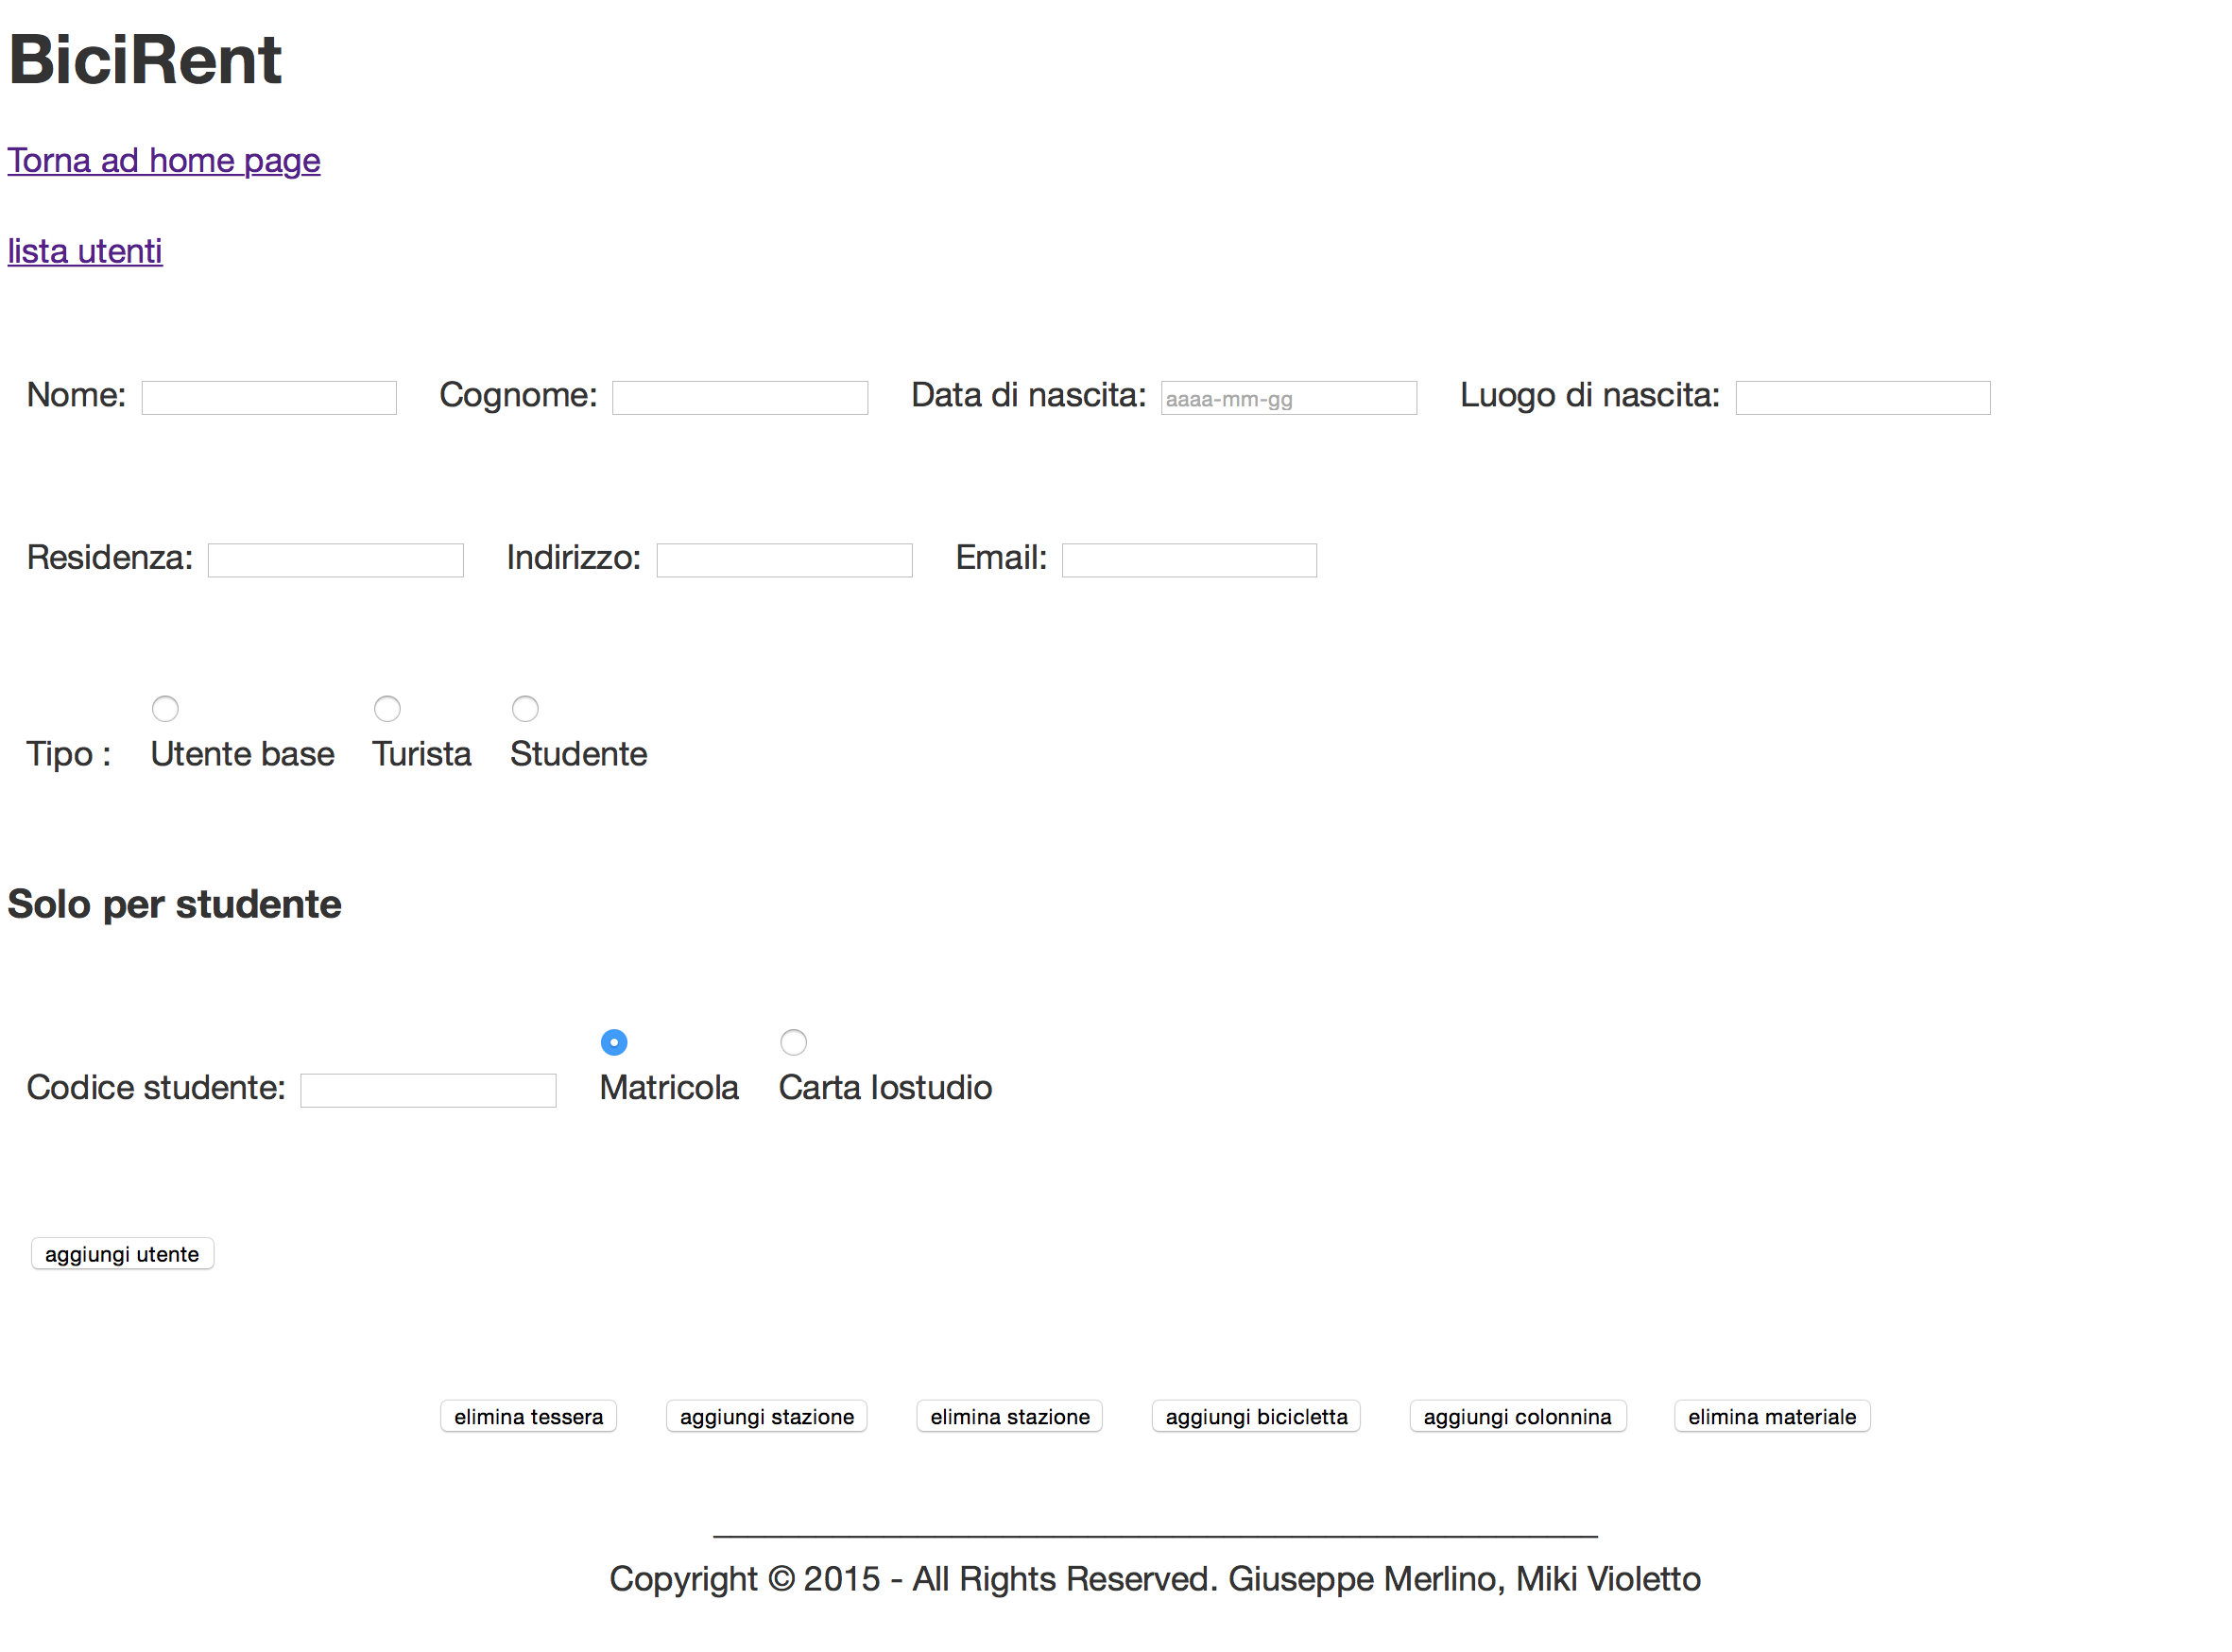 BiciRent
Torna ad home page
lista utenti
Nome: Cognome: Data di nascita: aaaa-mm-gg Luogo di nascita:
Residenza: Indirizzo: Email:
Tipo : Utente base Turista Studente
Solo per studente
Codice studente: Matricola Carta Iostudio
aggiungi utente
elimina tessera aggiungi stazione elimina stazione aggiungi bicicletta aggiungi colonnina elimina materiale
Copyright © 2015 - All Rights Reserved. Giuseppe Merlino, Miki Violetto